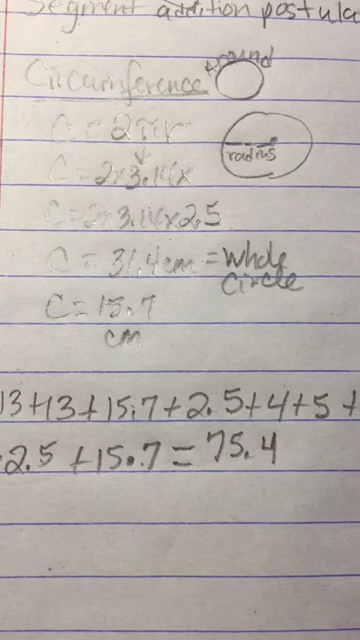 Segment addition postula
around
Circumference
C = 2πr
radius
C = 2×3.14×
C = 2×3.14×2.5
C = 31.4cm = Whole
Circle
C = 15.7
cm
13+13+15.7+2.5+4+5+
2.5+15.7=75.4